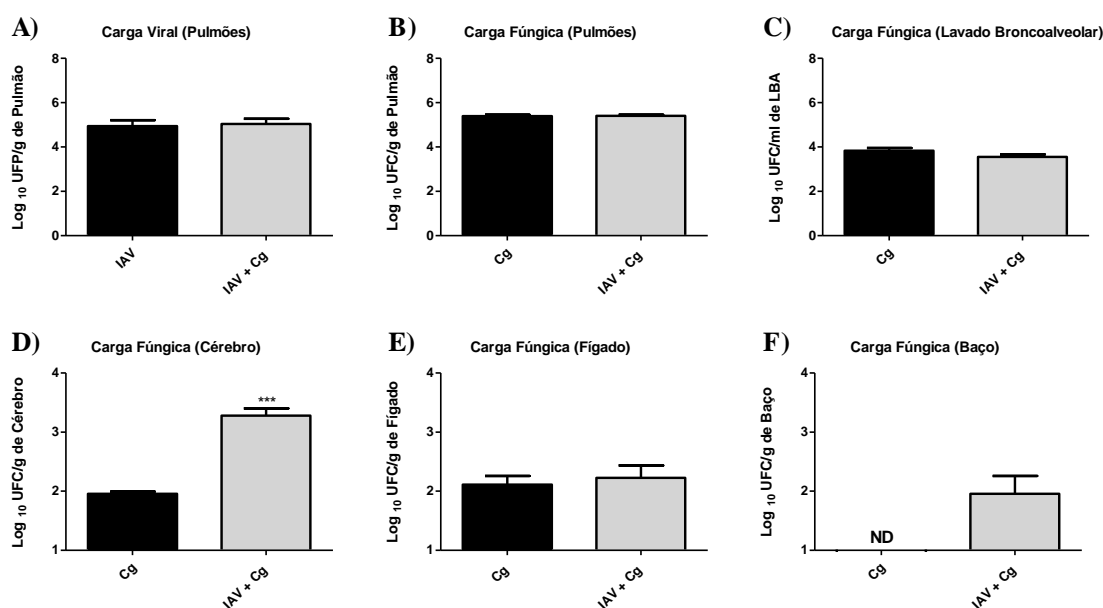 A)
Carga Viral (Pulmões)
Log 10 UFP/g de Pulmão
8
6
4
2
0
IAV
IAV + Cg
B)
Carga Fúngica (Pulmões)
Log 10 UFC/g de Pulmão
8
6
4
2
0
Cg
IAV + Cg
C)
Carga Fúngica (Lavado Broncoalveolar)
Log 10 UFC/ml de LBA
8
6
4
2
0
Cg
IAV + Cg
D)
Carga Fúngica (Cérebro)
Log 10 UFC/g de Cérebro
4
3
2
1
***
Cg
IAV + Cg
E)
Carga Fúngica (Fígado)
Log 10 UFC/g de Fígado
4
3
2
1
Cg
IAV + Cg
F)
Carga Fúngica (Baço)
Log 10 UFC/g de Baço
4
3
2
1
ND
Cg
IAV + Cg